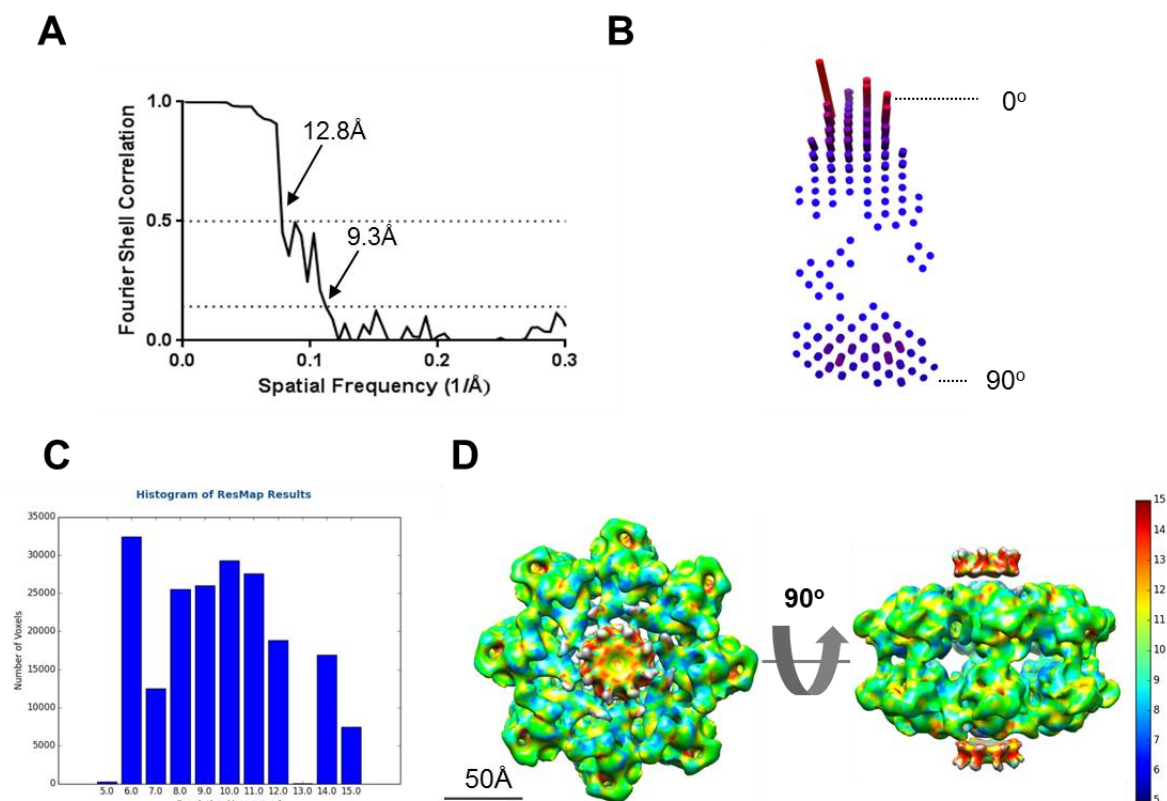 A
B
1.0
0.5
0.0
Fourier Shell Correlation
12.8Å
9.3Å
0.0
0.1
0.2
0.3
Spatial Frequency (1/Å)
0º
90º
C
D
Histogram of ResMap Results
35000
30000
25000
20000
15000
10000
5000
0
Number of Voxels
5.0 6.0 7.0 8.0 9.0 10.0 11.0 12.0 13.0 14.0 15.0
50Å
90º
15
14
13
12
11
10
9
8
7
6
5